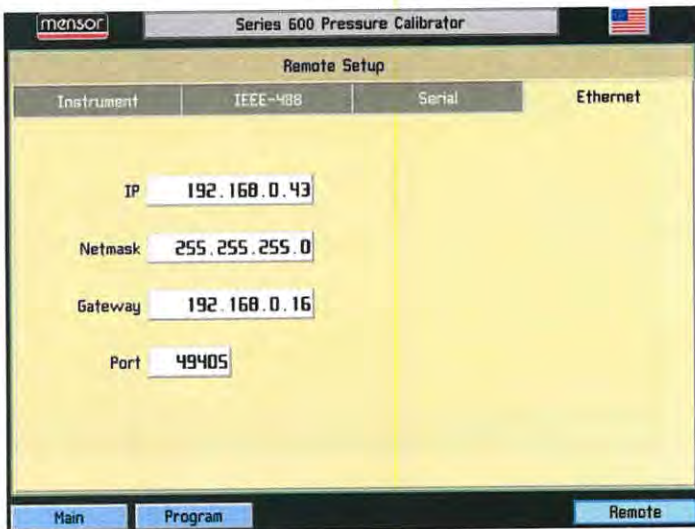 mensor
Series 600 Pressure Calibrator
Remote Setup
Instrument IEEE-488 Serial Ethernet
IP 192.168.0.43
Netmask 255.255.255.0
Gateway 192.168.0.16
Port 49405
Main Program Remote